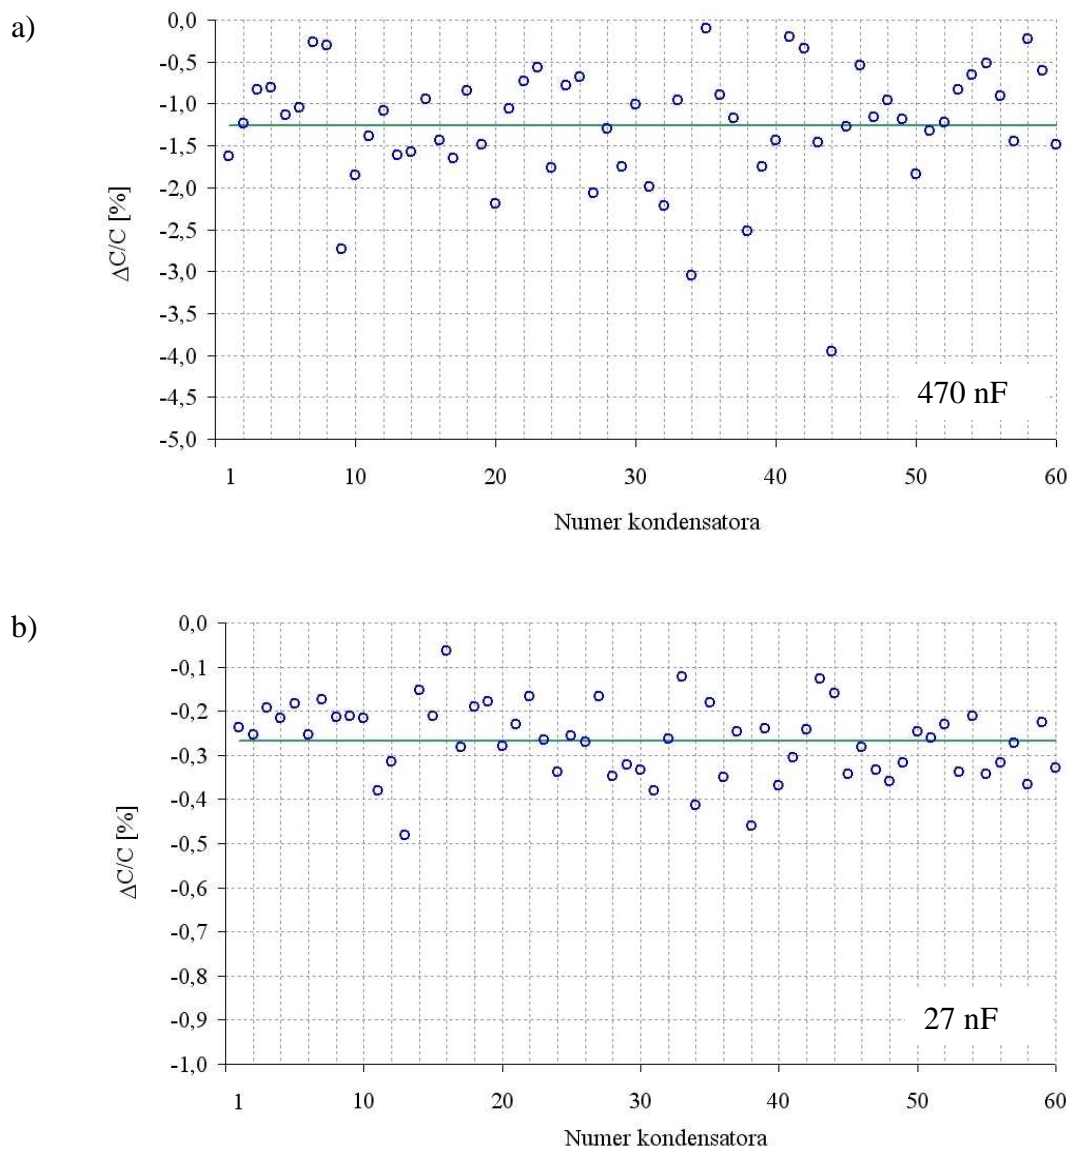 a)
0,0
-0,5
-1,0
-1,5
-2,0
-2,5
-3,0
-3,5
-4,0
-4,5
-5,0
ΔC/C [%]
470 nF
1 10 20 30 40 50 60
Numer kondensatora
b)
0,0
-0,1
-0,2
-0,3
-0,4
-0,5
-0,6
-0,7
-0,8
-0,9
-1,0
ΔC/C [%]
27 nF
1 10 20 30 40 50 60
Numer kondensatora